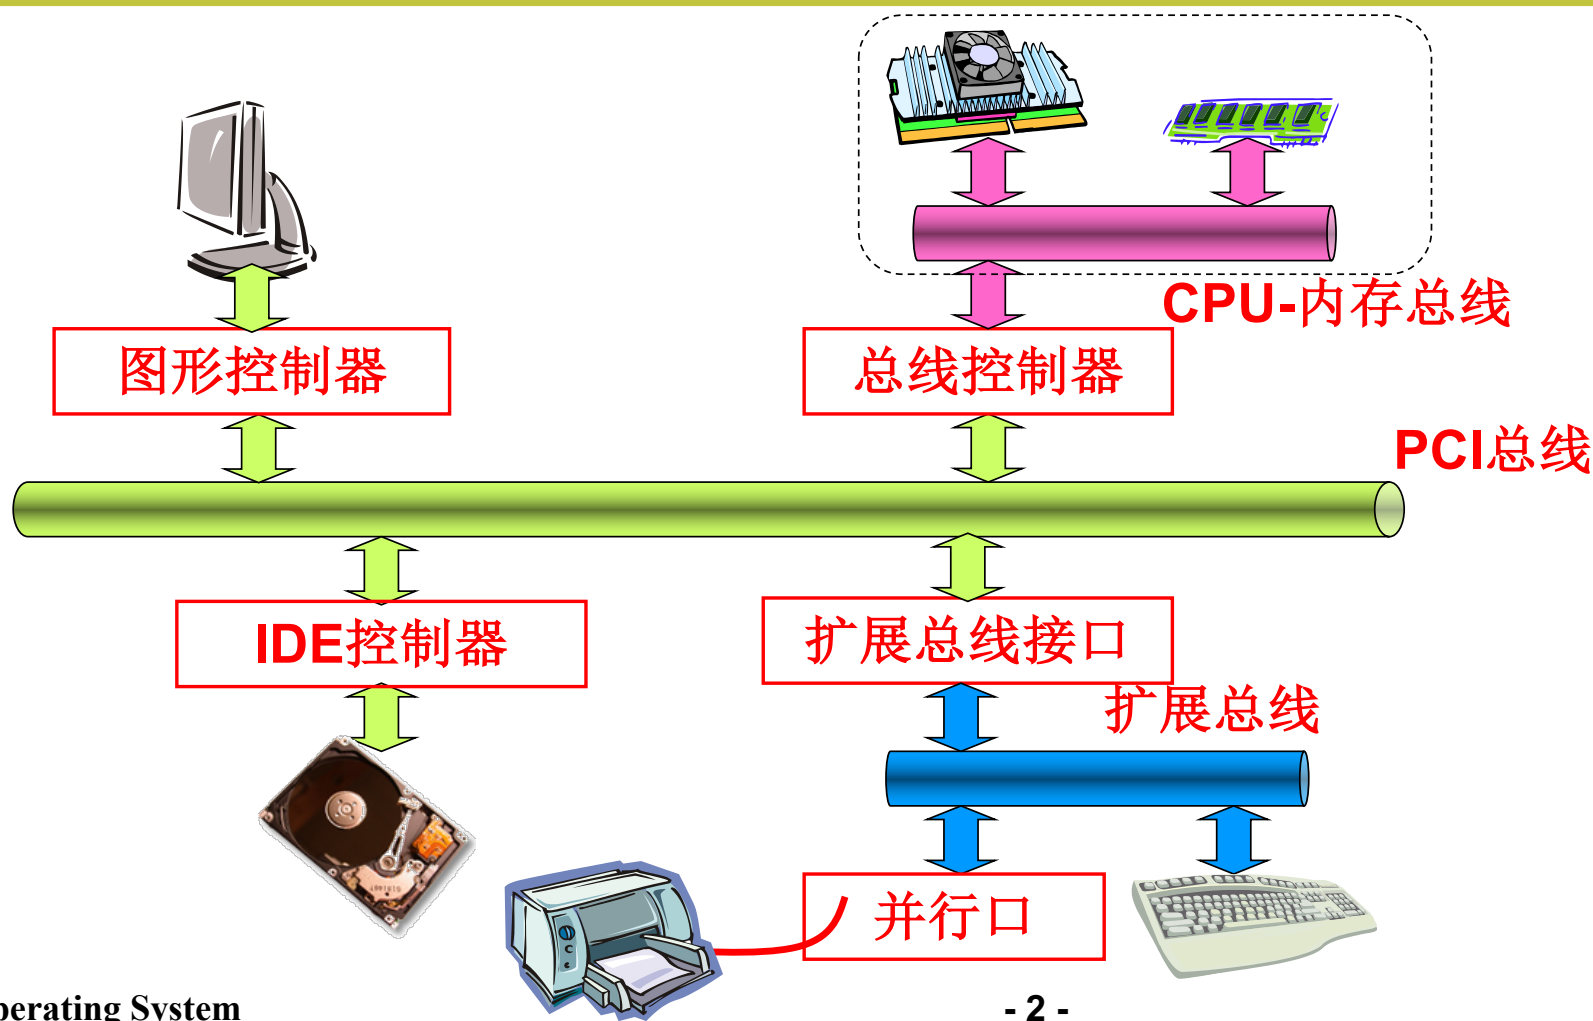 CPU-内存总线
图形控制器
总线控制器
PCI总线
IDE控制器
扩展总线接口
扩展总线
并行口
perating System
- 2 -